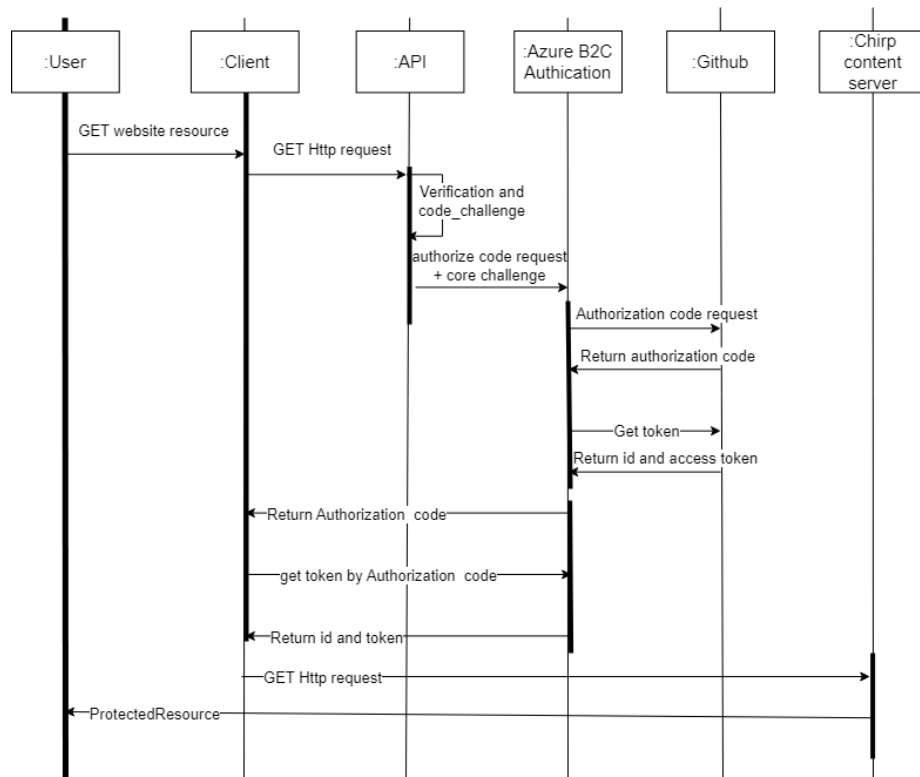 :User
:Client
:API
:Azure B2C
Authication
:Github
:Chirp
content
server
GET website resource
GET Http request
Verification and
code_challenge
authorize code request
+ core challenge
Authorization code request
Return authorization code
Get token
Return id and access token
Return Authorization code
get token by Authorization code
Return id and token
GET Http request
ProtectedResource